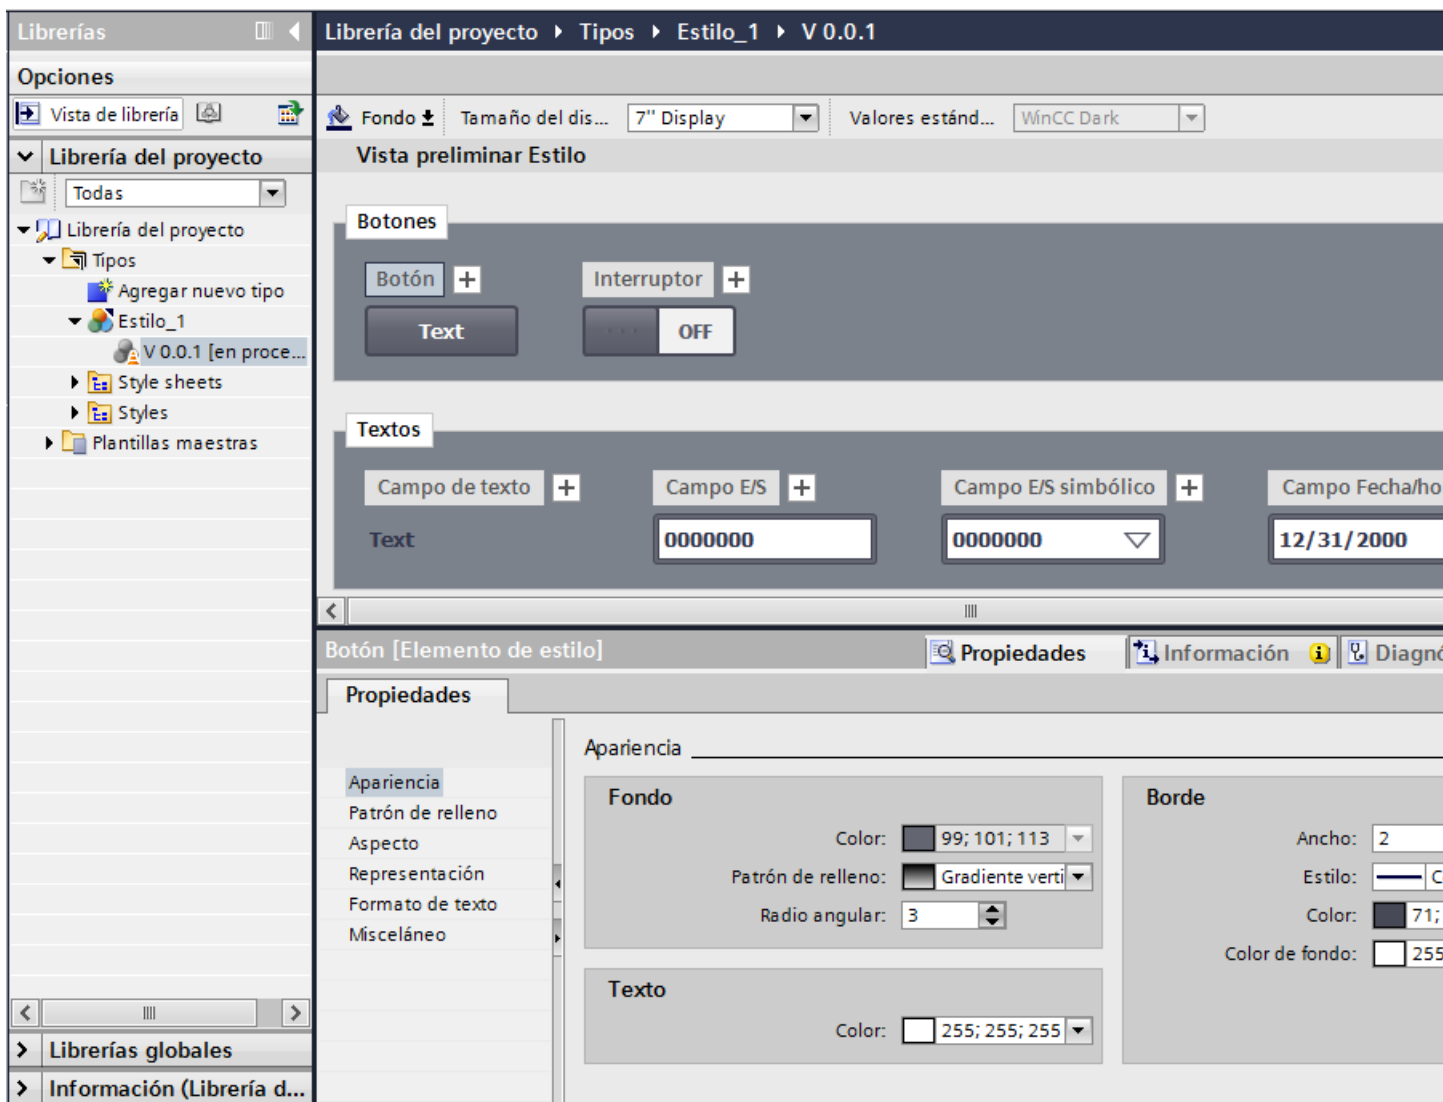 Librerías
Opciones
Vista de librería
Librería del proyecto
Todas
Librería del proyecto
Tipos
Agregar nuevo tipo
Estilo_1
V 0.0.1 [en proce...
Style sheets
Styles
Plantillas maestras
Librerías globales
Información (Librería d...
Librería del proyecto Tipos Estilo_1 V 0.0.1
Fondo Tamaño del dis... 7" Display Valores estánd... WinCC Dark
Vista preliminar Estilo
Botones
Botón + Interruptor +
Text OFF
Textos
Campo de texto + Campo E/S + Campo E/S simbólico + Campo Fecha/ho
Text 0000000 0000000 12/31/2000
Botón [Elemento de estilo] Propiedades Información Diagnó
Propiedades
Apariencia
Patrón de relleno
Aspecto
Representación
Formato de texto
Misceláneo
Apariencia
Fondo
Color: 99; 101; 113
Patrón de relleno: Gradiente verti
Radio angular: 3
Texto
Color: 255; 255; 255
Borde
Ancho: 2
Estilo:
Color: 71;
Color de fondo: 255